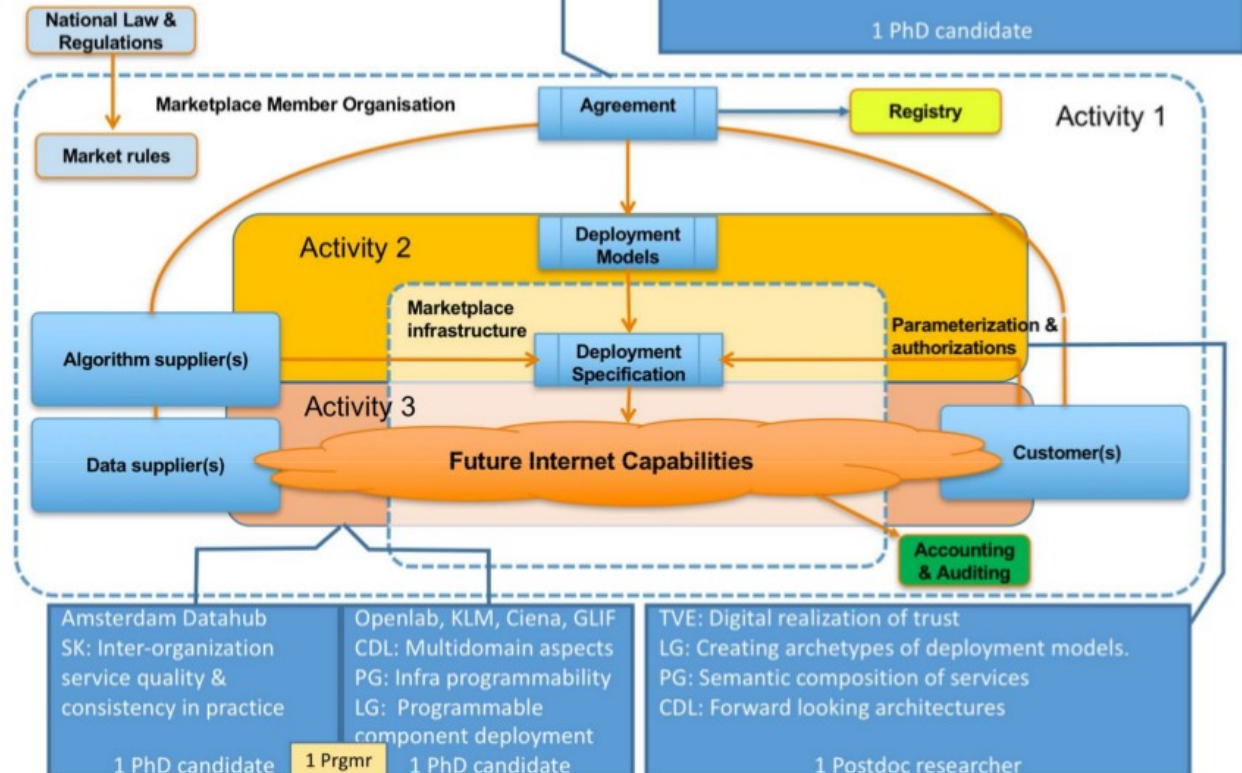 1 PhD candidate
National Law &
Regulations
Marketplace Member Organisation
Agreement
Registry
Activity 1
Market rules
Activity 2
Deployment
Models
Marketplace
infrastructure
Parameterization &
authorizations
Algorithm supplier(s)
Deployment
Specification
Activity 3
Data supplier(s)
Future Internet Capabilities
Customer(s)
Accounting
& Auditing
Amsterdam Datahub
SK: Inter-organization
service quality &
consistency in practice
1 PhD candidate
1 Prgmr
Openlab, KLM, Ciena, GLIF
CDL: Multidomain aspects
PG: Infra programmability
LG: Programmable
component deployment
1 PhD candidate
TVE: Digital realization of trust
LG: Creating archetypes of deployment models.
PG: Semantic composition of services
CDL: Forward looking architectures
1 Postdoc researcher